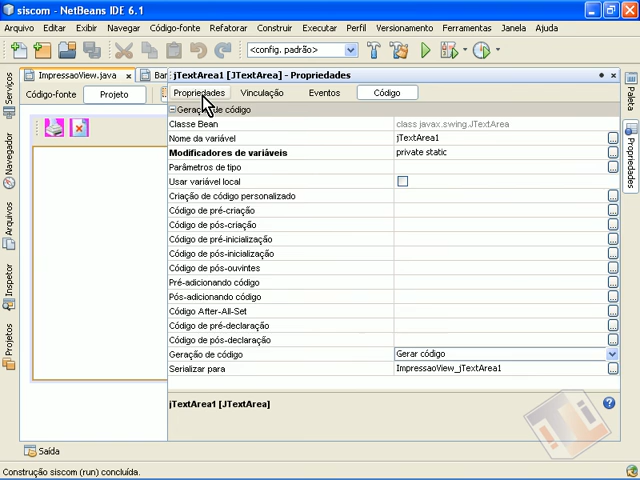 siscom - NetBeans IDE 6.1
Arquivo Editar Exibir Navegar Código-fonte Refatorar Construir Executar Perfil Versionamento Ferramentas Janela Ajuda
<config. padrão>
ImpressaoView.java × Ban
jTextArea1 [JTextArea] - Propriedades
Código-fonte Projeto
Propriedades Vinculação Eventos Código
Geração de código
Classe Bean class javax.swing.JTextArea
Nome da variável jTextArea1
Modificadores de variáveis private static
Parâmetros de tipo
Usar variável local
Criação de código personalizado
Código de pré-criação
Código de pós-criação
Código de pré-inicialização
Código de pós-inicialização
Código de pós-ouvintes
Pré-adicionando código
Pós-adicionando código
Código After-All-Set
Código de pré-declaração
Código de pós-declaração
Geração de código Gerar código
Serializar para ImpressaoView_jTextArea1
jTextArea1 [JTextArea]
Serviços
Navegador
Arquivos
Inspetor
Projetos
Paleta
Propriedades
Saída
Construção siscom (run) concluída.